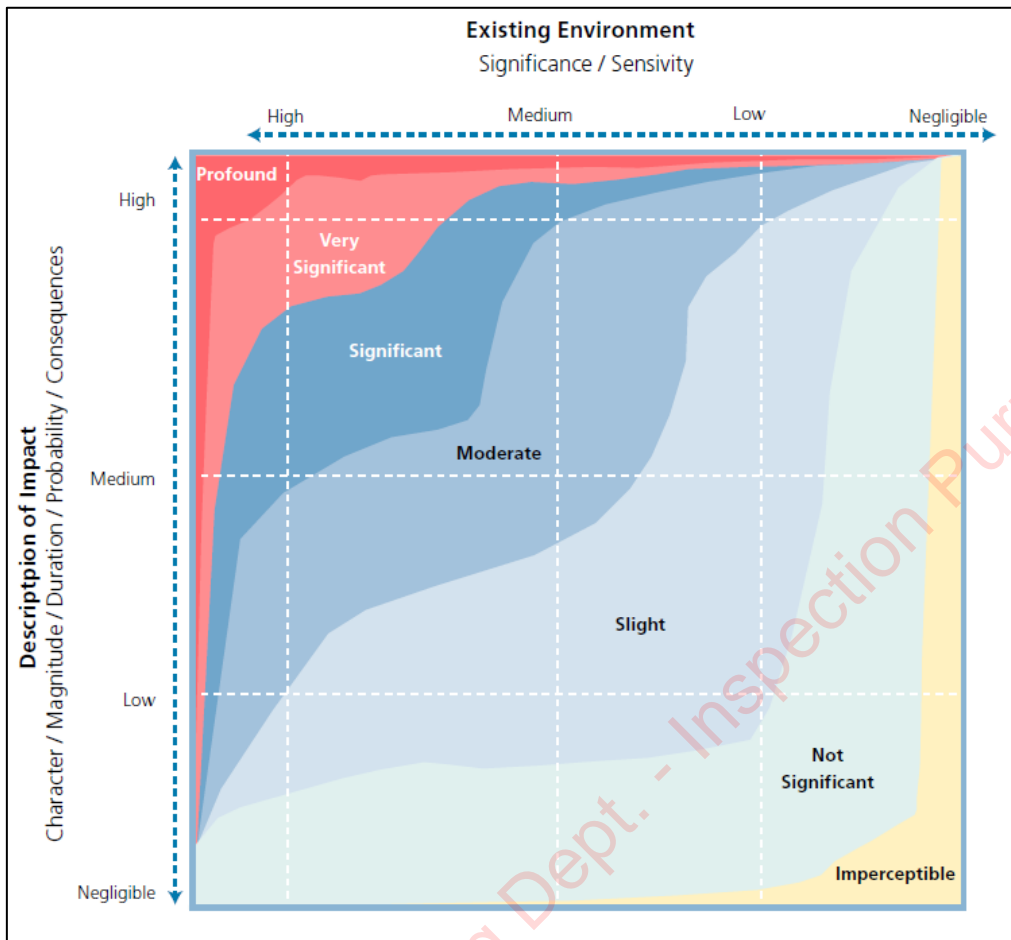 Existing Environment
Significance / Sensivity
High
Medium
Low
Negligible
Descriptpion of Impact
Character / Magnitude / Duration / Probability / Consequences
High
Medium
Low
Negligible
Profound
Very
Significant
Significant
Moderate
Slight
Not
Significant
Imperceptible
Dept. - Inspection